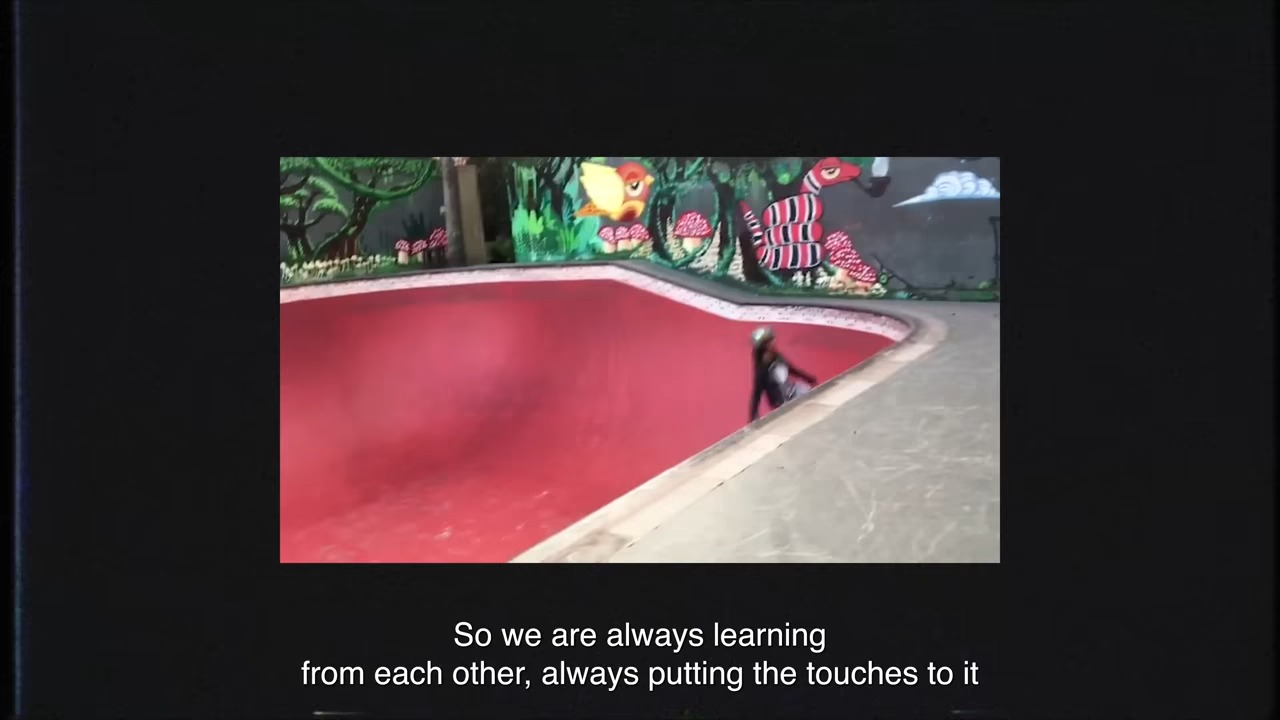 So we are always learning
from each other, always putting the touches to it